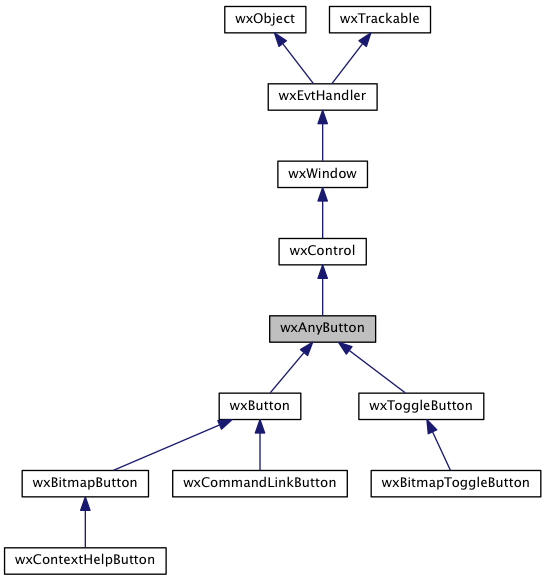 wxObject
wxTrackable
wxEvtHandler
wxWindow
wxControl
wxAnyButton
wxButton
wxToggleButton
wxBitmapButton
wxCommandLinkButton
wxBitmapToggleButton
wxContextHelpButton